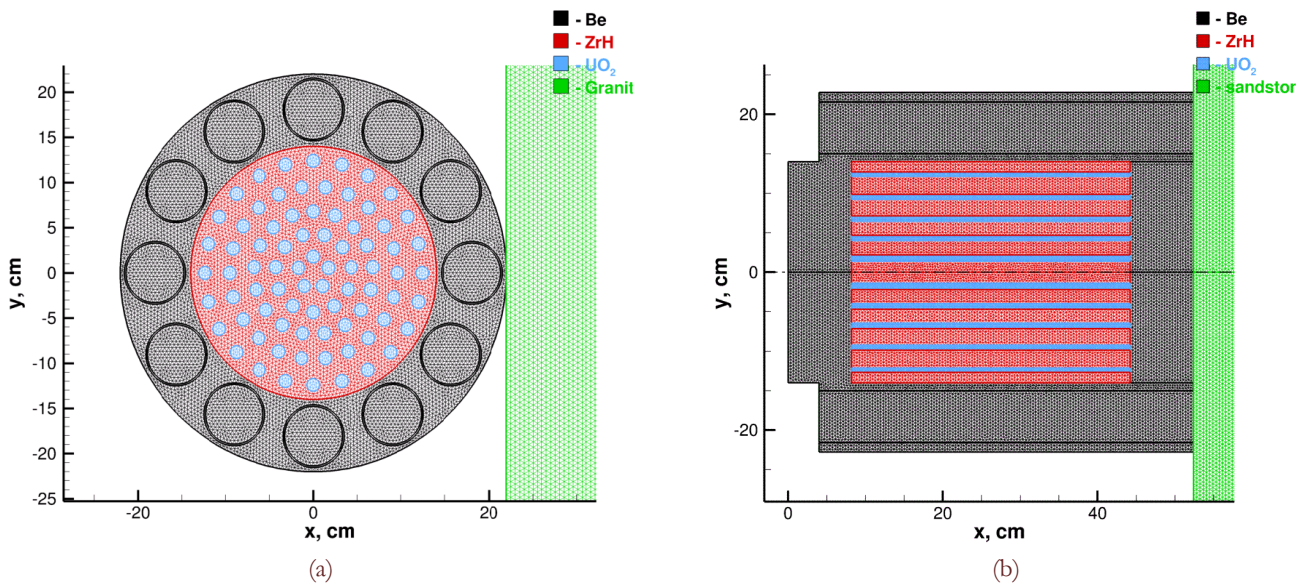 - Be
- ZrH
- UO₂
- Granit
y, cm
20
15
10
5
0
-5
-10
-15
-20
-25
-20
0
20
x, cm
(a)
- Be
- ZrH
- UO₂
- sandstor
y, cm
20
0
-20
0
20
40
x, cm
(b)